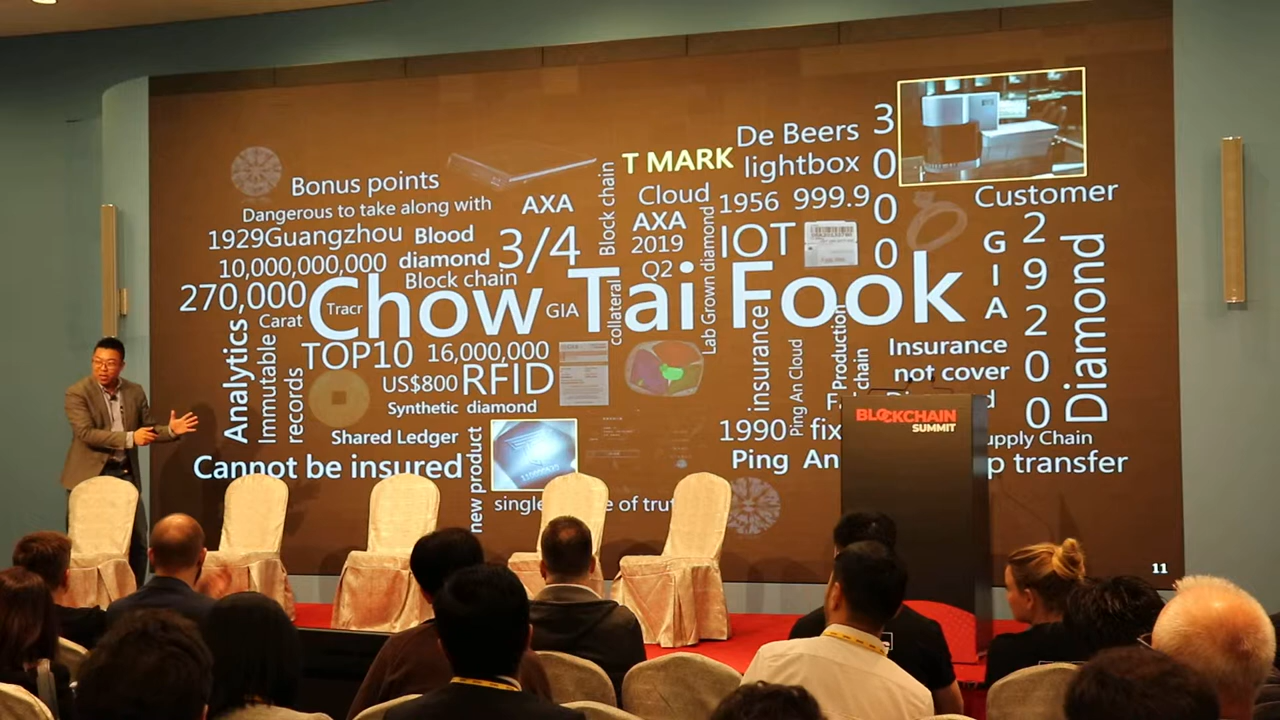 De Beers
T MARK
lightbox
3
0
0
0
Bonus points
Cloud
Customer
Dangerous to take along with
AXA
Block chain
AXA
1956
999.9
1929Guangzhou
Blood
diamond
3/4
2019
IOT
Q2
Lab Grown diamond
G
I
A
2
9
2
0
0
Diamond
10,000,000,000
Block chain
270,000
Tracr
Chow Tai Fook
GIA
collateral
Carat
Analytics
Immutable
records
TOP10
16,000,000
US$800
RFID
insurance
Ping An Cloud
Production
chain
Insurance
not cover
Synthetic diamond
Shared Ledger
1990
fix
BLOCKCHAIN
SUMMIT
upply Chain
Cannot be insured
new product
Ping An
p transfer
single
e of tru
11